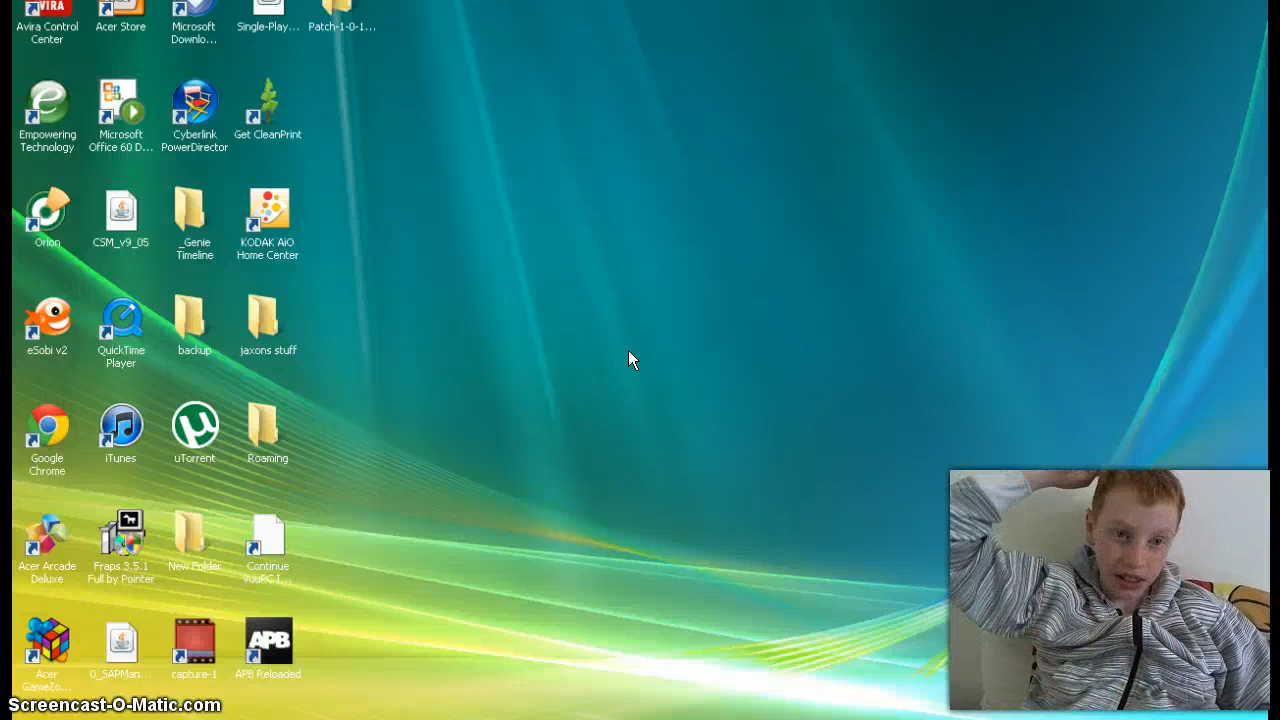 AVIRA
Avira Control
Center
Acer Store
Microsoft
Downlo...
Single-Play...
Patch-1-0-1...
Empowering
Technology
Microsoft
Office 60 D...
Cyberlink
PowerDirector
Get CleanPrint
Orion
CSM_v9_05
_Genie
Timeline
KODAK AiO
Home Center
eSobi v2
QuickTime
Player
backup
jaxons stuff
Google
Chrome
iTunes
µ
uTorrent
Roaming
Acer Arcade
Deluxe
Fraps 3.5.1
Full by Pointer
New Folder
Continue
Acer
GameZo...
0_SAPMan...
capture-1
APB
APB Reloaded
Screencast-O-Matic.com